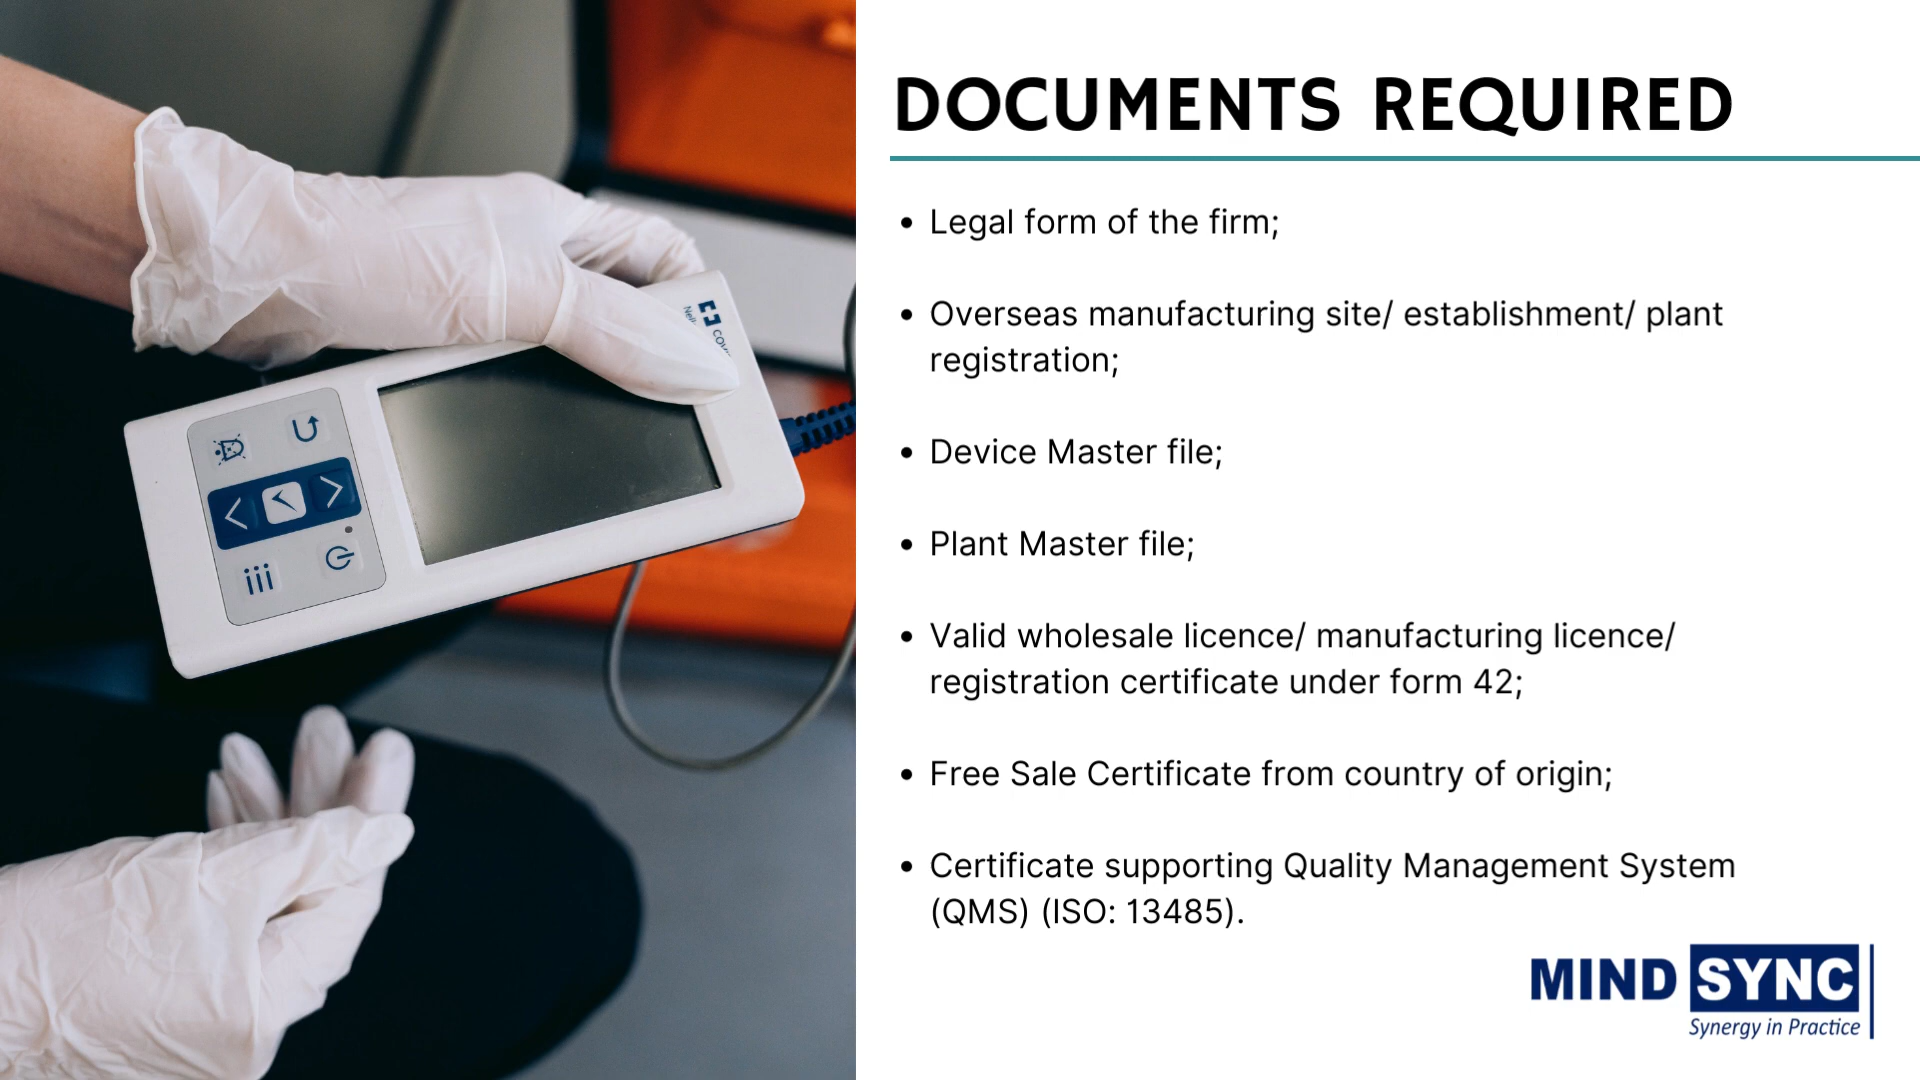 DOCUMENTS REQUIRED
• Legal form of the firm;
• Overseas manufacturing site/ establishment/ plant
registration;
• Device Master file;
• Plant Master file;
• Valid wholesale licence/ manufacturing licence/
registration certificate under form 42;
• Free Sale Certificate from country of origin;
• Certificate supporting Quality Management System
(QMS) (ISO: 13485).
MIND SYNC
Synergy in Practice